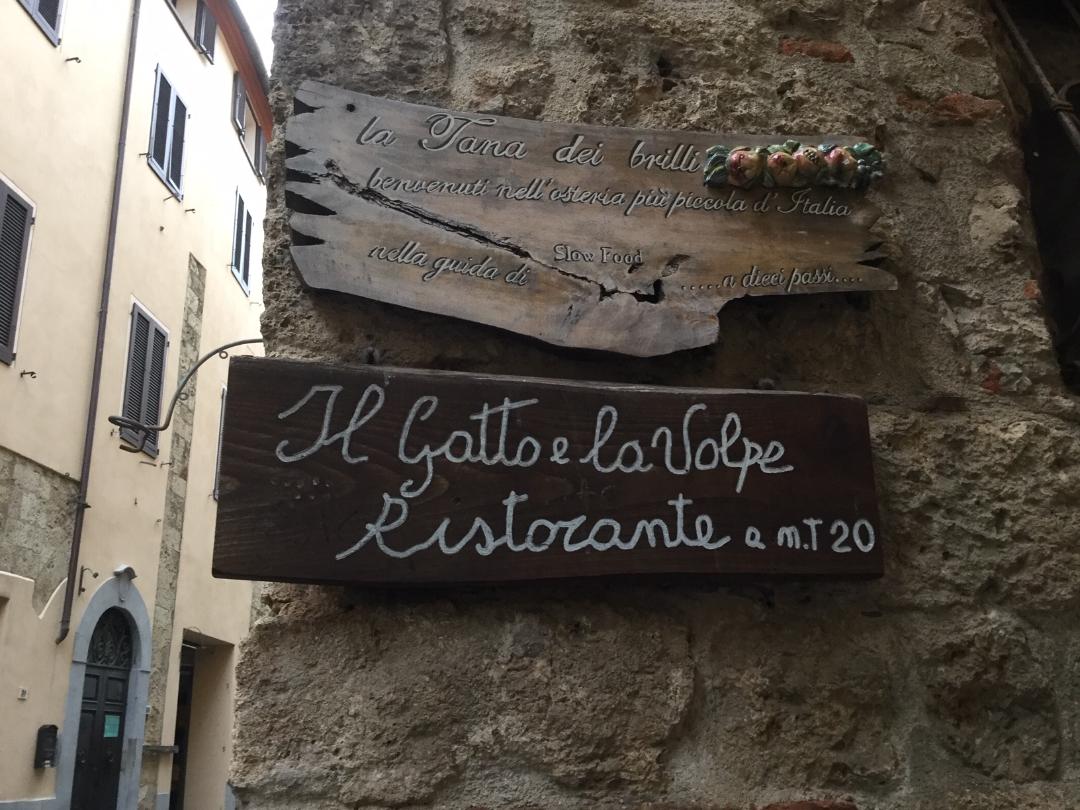 la Tana dei brilli
benvenuti nell'osteria più piccola d'Italia
nella guida di Slow Food .....a dieci passi....
Il Gatto e la Volpe
Ristorante a m.T 20